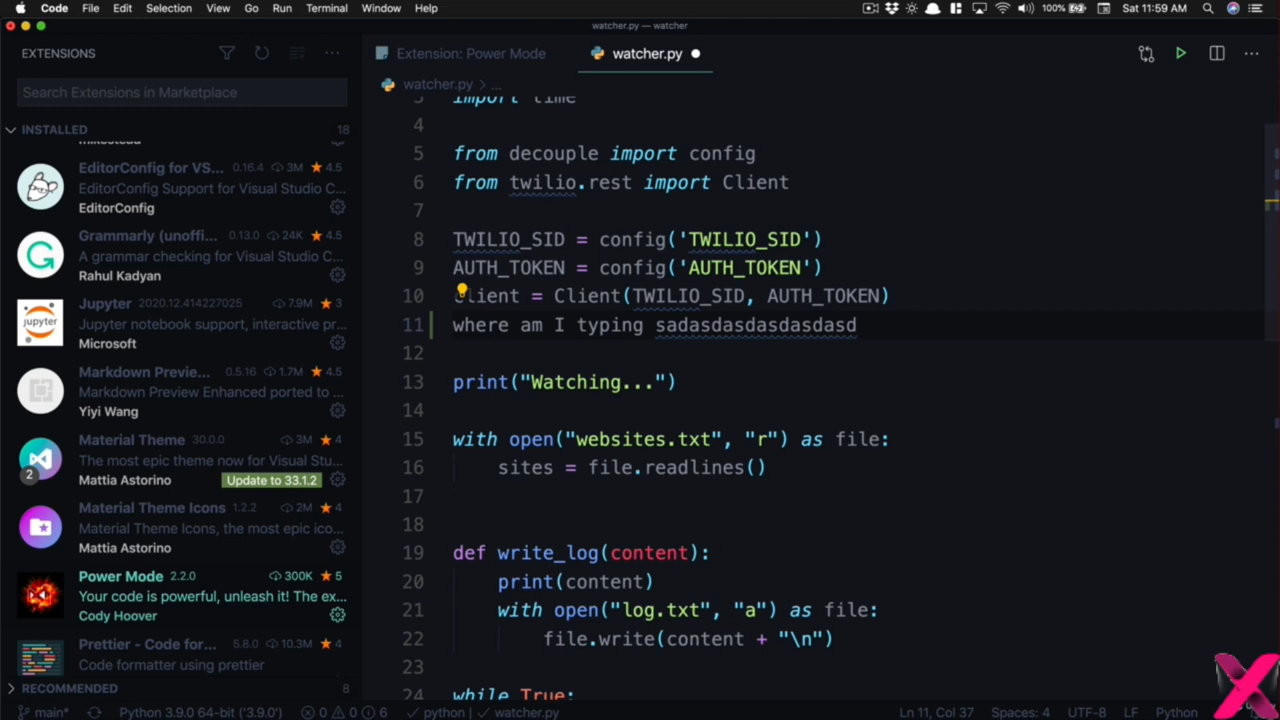 Code File Edit Selection View Go Run Terminal Window Help 100% Sat 11:59 AM
watcher.py — watcher
EXTENSIONS
Search Extensions in Marketplace
INSTALLED 18
EditorConfig for VS... 0.16.4 3M 4.5
EditorConfig Support for Visual Studio C...
EditorConfig
Grammarly (unoffi... 0.13.0 24K 4.5
A grammar checking for Visual Studio C...
Rahul Kadyan
Jupyter 2020.12.414227025 7.9M 3
Jupyter notebook support, interactive pr...
Microsoft
Markdown Previe... 0.5.16 1.7M 4.5
Markdown Preview Enhanced ported to ...
Yiyi Wang
Material Theme 30.0.0 3M 4
The most epic theme now for Visual Stu...
2
Mattia Astorino Update to 33.1.2
Material Theme Icons 1.2.2 2M 4
Material Theme Icons, the most epic ico...
Mattia Astorino
Power Mode 2.2.0 300K 5
Your code is powerful, unleash it! The ex...
Cody Hoover
Prettier - Code for... 5.8.0 10.3M 4
Code formatter using prettier
RECOMMENDED 8
Extension: Power Mode watcher.py
watcher.py > ...
3 import time
4
5 from decouple import config
6 from twilio.rest import Client
7
8 TWILIO_SID = config('TWILIO_SID')
9 AUTH_TOKEN = config('AUTH_TOKEN')
10 client = Client(TWILIO_SID, AUTH_TOKEN)
11 where am I typing sadasdasdasdasdasd
12
13 print("Watching...")
14
15 with open("websites.txt", "r") as file:
16 sites = file.readlines()
17
18
19 def write_log(content):
20 print(content)
21 with open("log.txt", "a") as file:
22 file.write(content + "\n")
23
24 while True:
main* Python 3.9.0 64-bit ('3.9.0') 0 0 6 python watcher.py Ln 11, Col 37 Spaces: 4 UTF-8 LF Python